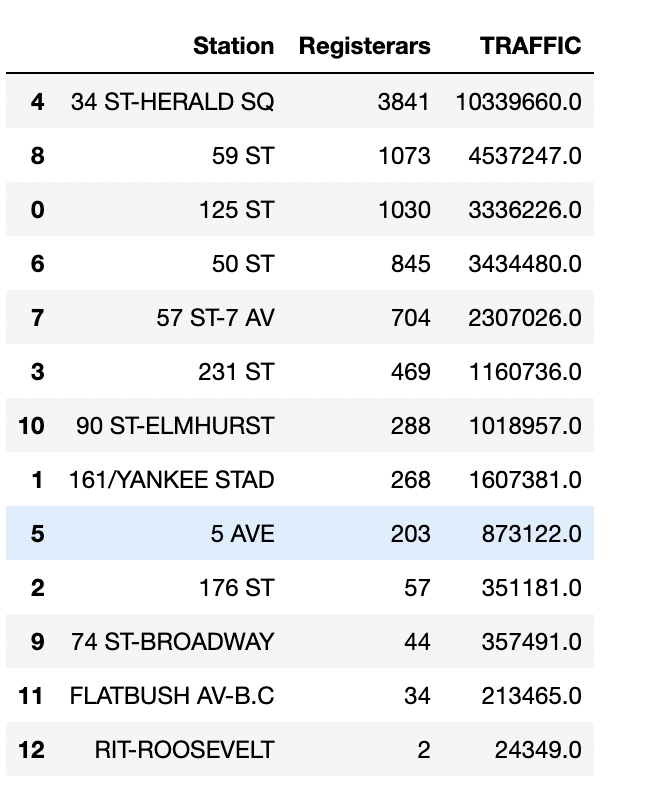 Station Registerars TRAFFIC
4 34 ST-HERALD SQ 3841 10339660.0
8 59 ST 1073 4537247.0
0 125 ST 1030 3336226.0
6 50 ST 845 3434480.0
7 57 ST-7 AV 704 2307026.0
3 231 ST 469 1160736.0
10 90 ST-ELMHURST 288 1018957.0
1 161/YANKEE STAD 268 1607381.0
5 5 AVE 203 873122.0
2 176 ST 57 351181.0
9 74 ST-BROADWAY 44 357491.0
11 FLATBUSH AV-B.C 34 213465.0
12 RIT-ROOSEVELT 2 24349.0